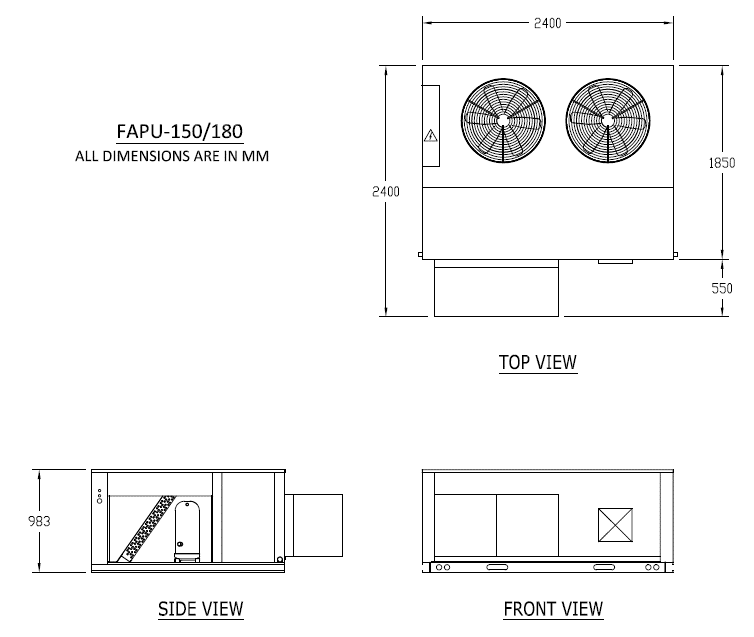 2400
FAPU-150/180
ALL DIMENSIONS ARE IN MM
1850
2400
550
TOP VIEW
983
SIDE VIEW
FRONT VIEW